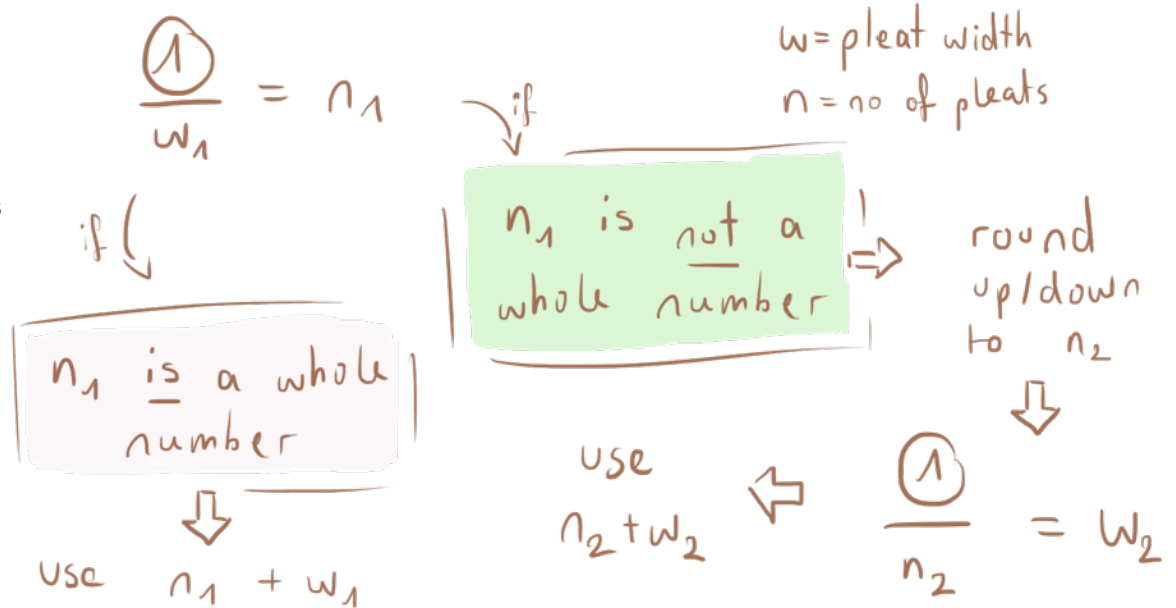 ① / w₁ = n₁
w = pleat width
n = no of pleats
if
if
n₁ is not a
whole number
round
up/down
to n₂
n₁ is a whole
number
① / n₂ = w₂
use
n₂ + w₂
use n₁ + w₁